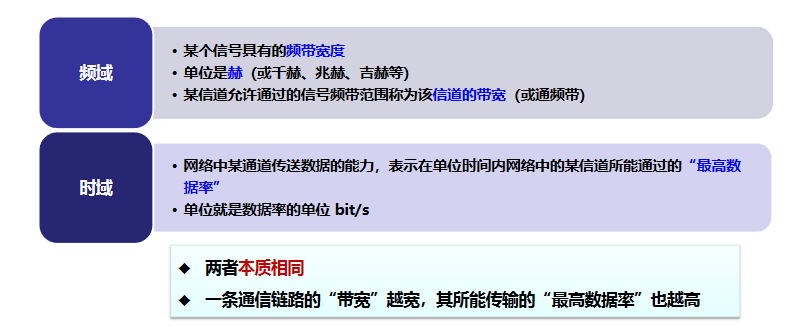 频域
• 某个信号具有的频带宽度
• 单位是赫（或千赫、兆赫、吉赫等）
• 某信道允许通过的信号频带范围称为该信道的带宽（或通频带）
时域
• 网络中某通道传送数据的能力，表示在单位时间内网络中的某信道所能通过的“最高数
据率”
• 单位就是数据率的单位 bit/s
◆ 两者本质相同
◆ 一条通信链路的“带宽”越宽，其所能传输的“最高数据率”也越高